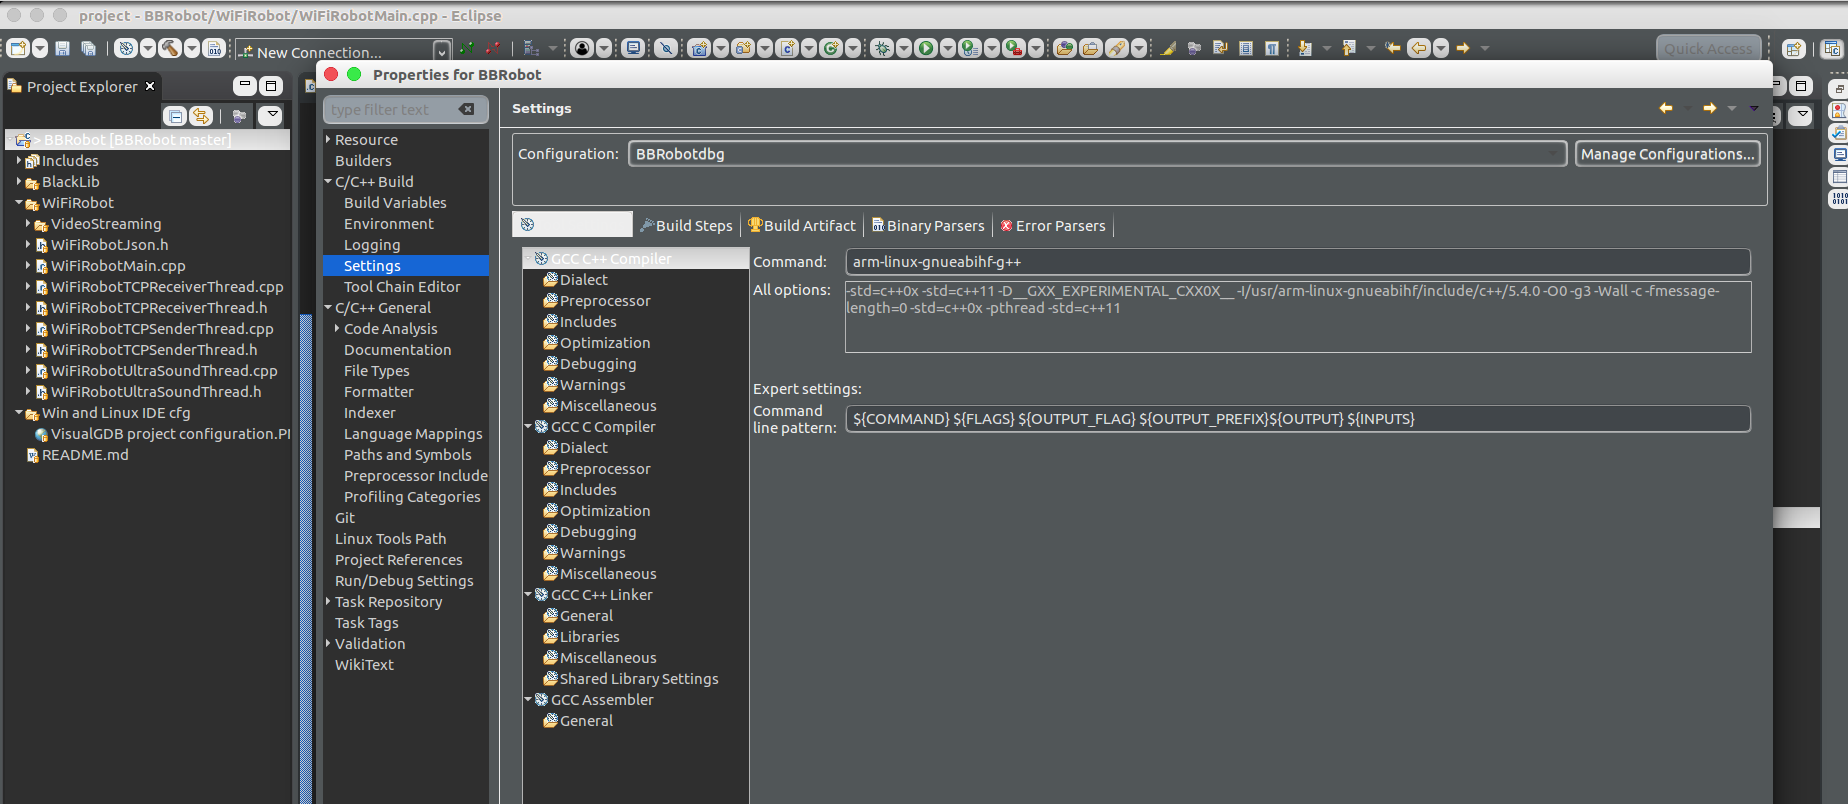 project - BBRobot/WiFiRobot/WiFiRobotMain.cpp - Eclipse
New Connection...
Quick Access
Project Explorer
> BBRobot [BBRobot master]
Includes
BlackLib
WiFiRobot
VideoStreaming
WiFiRobotJson.h
WiFiRobotMain.cpp
WiFiRobotTCPReceiverThread.cpp
WiFiRobotTCPReceiverThread.h
WiFiRobotTCPSenderThread.cpp
WiFiRobotTCPSenderThread.h
WiFiRobotUltraSoundThread.cpp
WiFiRobotUltraSoundThread.h
Win and Linux IDE cfg
VisualGDB project configuration.PI
README.md
Properties for BBRobot
type filter text
Resource
Builders
C/C++ Build
Build Variables
Environment
Logging
Settings
Tool Chain Editor
C/C++ General
Code Analysis
Documentation
File Types
Formatter
Indexer
Language Mappings
Paths and Symbols
Preprocessor Include
Profiling Categories
Git
Linux Tools Path
Project References
Run/Debug Settings
Task Repository
Task Tags
Validation
WikiText
Settings
Configuration: BBRobotdbg Manage Configurations...
Build Steps Build Artifact Binary Parsers Error Parsers
GCC C++ Compiler
Dialect
Preprocessor
Includes
Optimization
Debugging
Warnings
Miscellaneous
GCC C Compiler
Dialect
Preprocessor
Includes
Optimization
Debugging
Warnings
Miscellaneous
GCC C++ Linker
General
Libraries
Miscellaneous
Shared Library Settings
GCC Assembler
General
Command: arm-linux-gnueabihf-g++
All options: -std=c++0x -std=c++11 -D__GXX_EXPERIMENTAL_CXX0X__ -I/usr/arm-linux-gnueabihf/include/c++/5.4.0 -O0 -g3 -Wall -c -fmessage-
length=0 -std=c++0x -pthread -std=c++11
Expert settings:
Command
line pattern: ${COMMAND} ${FLAGS} ${OUTPUT_FLAG} ${OUTPUT_PREFIX}${OUTPUT} ${INPUTS}